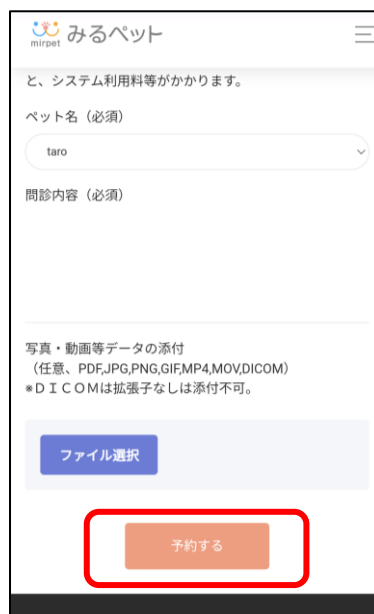 mirpet みるペット
と、システム利用料等がかかります。
ペット名（必須）
taro
問診内容（必須）
写真・動画等データの添付
（任意、PDF,JPG,PNG,GIF,MP4,MOV,DICOM）
※ＤＩＣＯＭは拡張子なしは添付不可。
ファイル選択
予約する